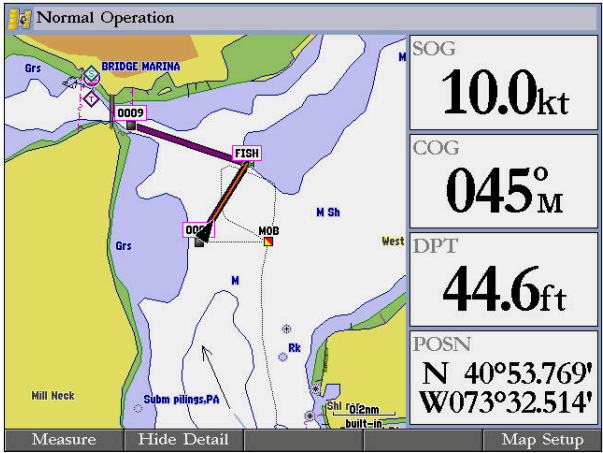 Normal Operation
SOG
10.0kt
COG
045°M
DPT
44.6ft
POSN
N 40°53.769'
W073°32.514'
Grs
BRIDGE MARINA
M
S
T
0009
FISH
M Sh
MOB
West
Grs
M
Rk
Mill Neck
Subm pilings,PA
Shl
0.2nm
built-in
Measure
Hide Detail
Map Setup